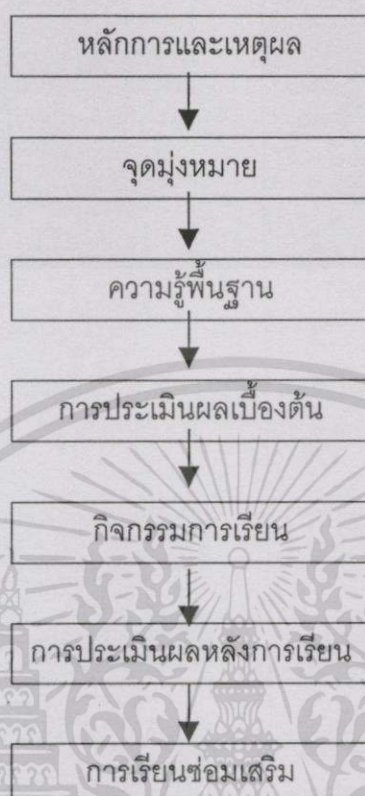 หลักการและเหตุผล
จุดมุ่งหมาย
ความรู้พื้นฐาน
การประเมินผลเบื้องต้น
กิจกรรมการเรียน
การประเมินผลหลังการเรียน
การเรียนซ่อมเสริม